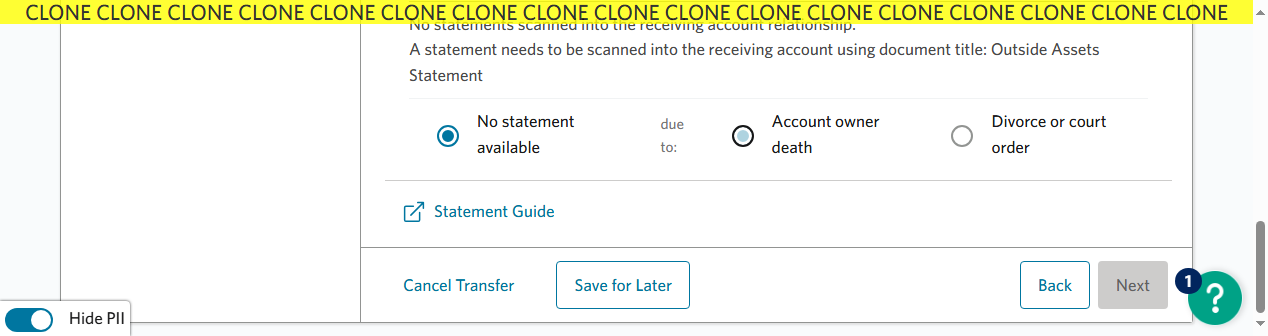 CLONE CLONE CLONE CLONE CLONE CLONE CLONE CLONE CLONE CLONE CLONE CLONE CLONE CLONE CLONE CLONE CLONE
No statements scanned into the receiving account relationship.
A statement needs to be scanned into the receiving account using document title: Outside Assets
Statement
No statement
available
due
to:
Account owner
death
Divorce or court
order
Statement Guide
Cancel Transfer
Save for Later
Back
Next
1
?
Hide PII